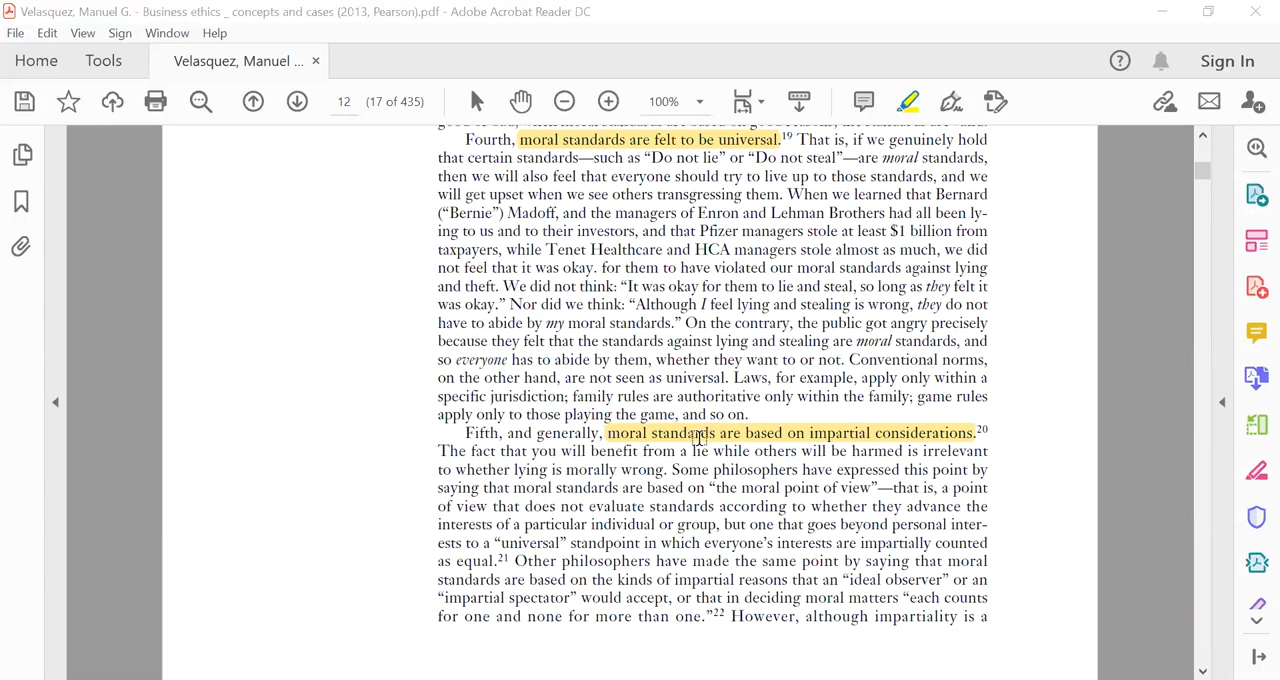 Velasquez, Manuel G. - Business ethics _ concepts and cases (2013, Pearson).pdf - Adobe Acrobat Reader DC
File Edit View Sign Window Help
Home Tools Velasquez, Manuel ... × Sign In
12 (17 of 435) 100%
Fourth, moral standards are felt to be universal.19 That is, if we genuinely hold
that certain standards—such as “Do not lie” or “Do not steal”—are moral standards,
then we will also feel that everyone should try to live up to those standards, and we
will get upset when we see others transgressing them. When we learned that Bernard
(“Bernie”) Madoff, and the managers of Enron and Lehman Brothers had all been ly-
ing to us and to their investors, and that Pfizer managers stole at least $1 billion from
taxpayers, while Tenet Healthcare and HCA managers stole almost as much, we did
not feel that it was okay. for them to have violated our moral standards against lying
and theft. We did not think: “It was okay for them to lie and steal, so long as they felt it
was okay.” Nor did we think: “Although I feel lying and stealing is wrong, they do not
have to abide by my moral standards.” On the contrary, the public got angry precisely
because they felt that the standards against lying and stealing are moral standards, and
so everyone has to abide by them, whether they want to or not. Conventional norms,
on the other hand, are not seen as universal. Laws, for example, apply only within a
specific jurisdiction; family rules are authoritative only within the family; game rules
apply only to those playing the game, and so on.
Fifth, and generally, moral standards are based on impartial considerations.20
The fact that you will benefit from a lie while others will be harmed is irrelevant
to whether lying is morally wrong. Some philosophers have expressed this point by
saying that moral standards are based on “the moral point of view”—that is, a point
of view that does not evaluate standards according to whether they advance the
interests of a particular individual or group, but one that goes beyond personal inter-
ests to a “universal” standpoint in which everyone’s interests are impartially counted
as equal.21 Other philosophers have made the same point by saying that moral
standards are based on the kinds of impartial reasons that an “ideal observer” or an
“impartial spectator” would accept, or that in deciding moral matters “each counts
for one and none for more than one.”22 However, although impartiality is a